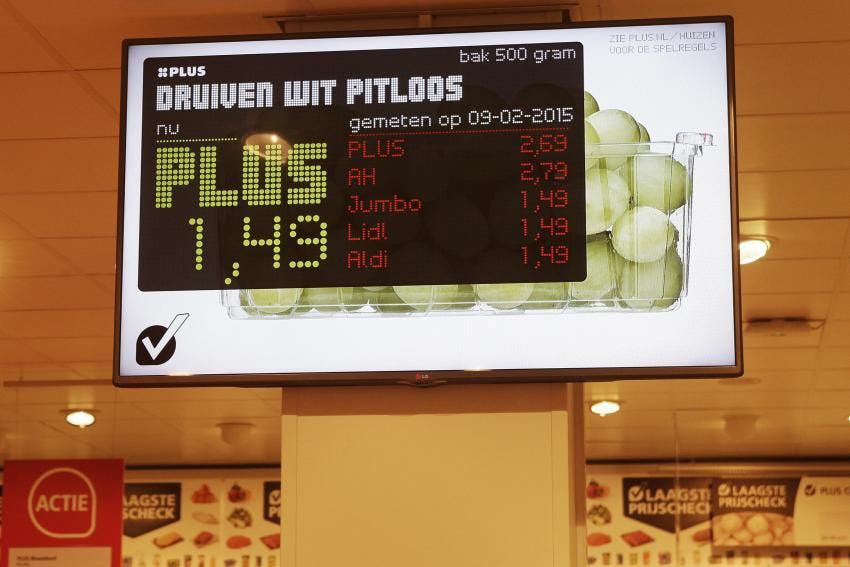 ZIE PLUS.NL/HUIZEN
VOOR DE SPELREGELS
PLUS
bak 500 gram
DRUIVEN WIT PITLOOS
nu
gemeten op 09-02-2015
PLUS
1,49
PLUS 2,69
AH 2,79
Jumbo 1,49
Lidl 1,49
Aldi 1,49
LG
ACTIE
LAAGSTE
PRIJSCHECK
P
LAAGSTE
PRIJSCHECK
LAAGSTE
PRIJSCHECK
PLUS